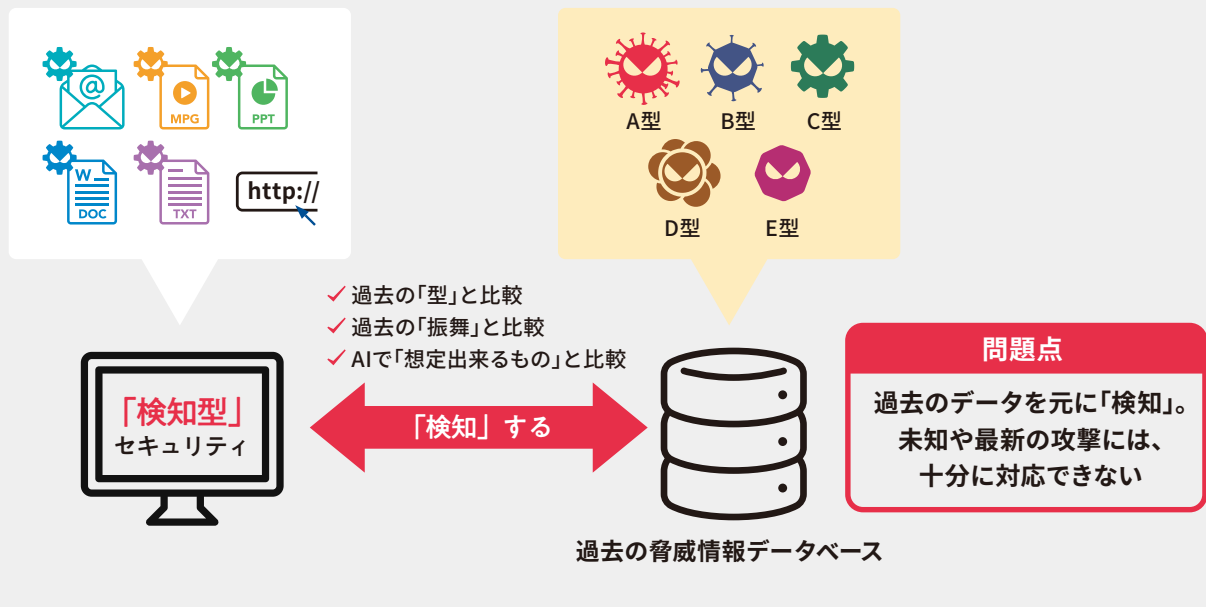 @
MPG
PPT
W
DOC
TXT
http://
A型
B型
C型
D型
E型
過去の「型」と比較
過去の「振舞」と比較
AIで「想定出来るもの」と比較
「検知型」
セキュリティ
「検知」する
過去の脅威情報データベース
問題点
過去のデータを元に「検知」。
未知や最新の攻撃には、
十分に対応できない